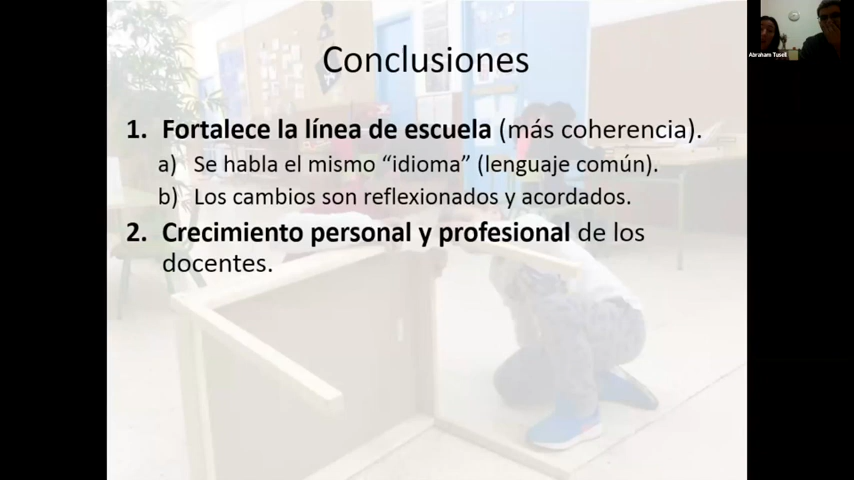 Conclusiones
1. Fortalece la línea de escuela (más coherencia).
a) Se habla el mismo “idioma” (lenguaje común).
b) Los cambios son reflexionados y acordados.
2. Crecimiento personal y profesional de los
docentes.
Abraham Tusell